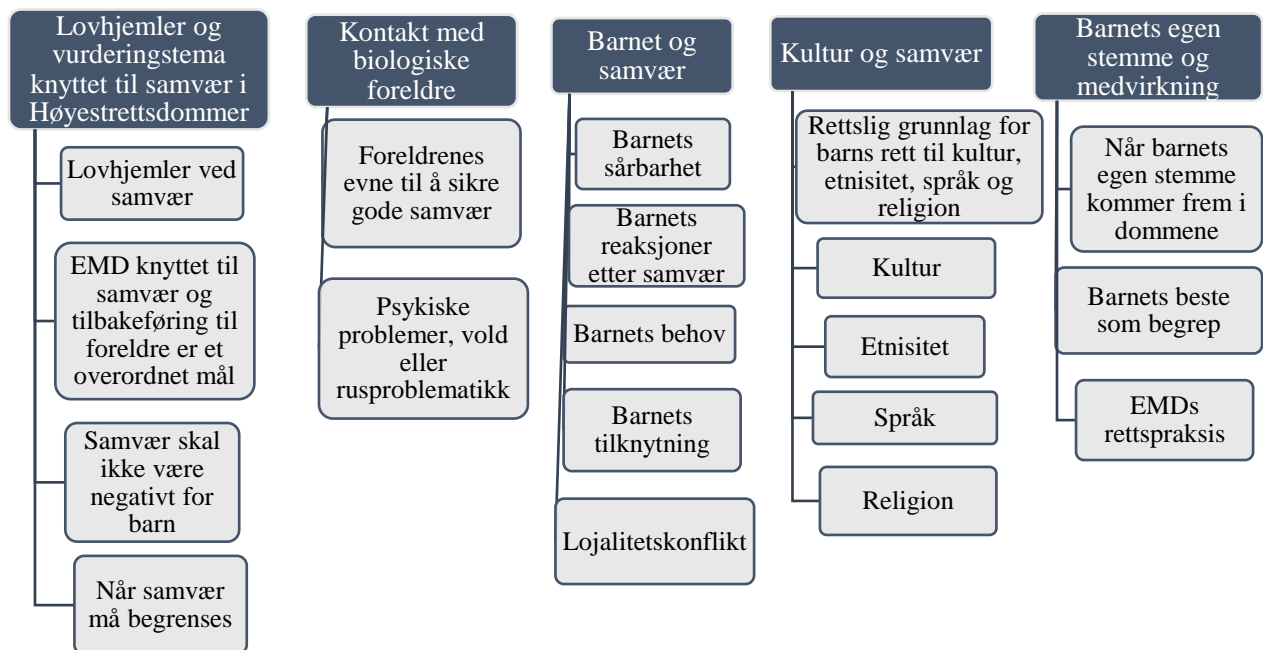 Lovhjemler og
vurderingstema
knyttet til samvær i
Høyestrettsdommer
Lovhjemler ved
samvær
EMD knyttet til
samvær og
tilbakeføring til
foreldre er et
overordnet mål
Samvær skal
ikke være
negativt for
barn
Når samvær
må begrenses
Kontakt med
biologiske
foreldre
Foreldrenes
evne til å sikre
gode samvær
Psykiske
problemer, vold
eller
rusproblematikk
Barnet og
samvær
Barnets
sårbarhet
Barnets
reaksjoner
etter samvær
Barnets behov
Barnets
tilknytning
Lojalitetskonflikt
Kultur og samvær
Rettslig grunnlag for
barns rett til kultur,
etnisitet, språk og
religion
Kultur
Etnisitet
Språk
Religion
Barnets egen
stemme og
medvirkning
Når barnets
egen stemme
kommer frem i
dommene
Barnets beste
som begrep
EMDs
rettspraksis